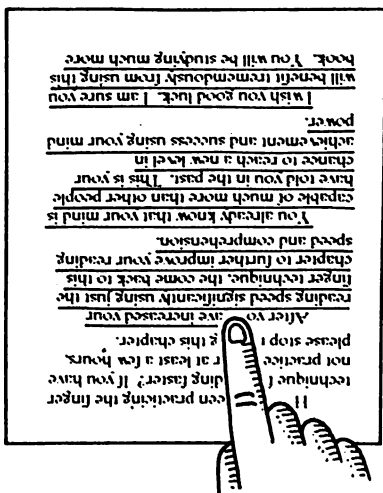 H een practicing the finger
technique f ding faster? If you have
not practice r at least a few hours,
please stop r g this chapter.
After yo ave increased your
reading speed significantly using just the
finger technique, the come back to this
chapter to further improve your reading
speed and comprehension.
You already know that your mind is
capable of much more than other people
have told you in the past. This is your
chance to reach a new level in
achievement and success using your mind
power.
I wish you good luck. I am sure you
will benefit tremendously from using this
book. You will be studying much more